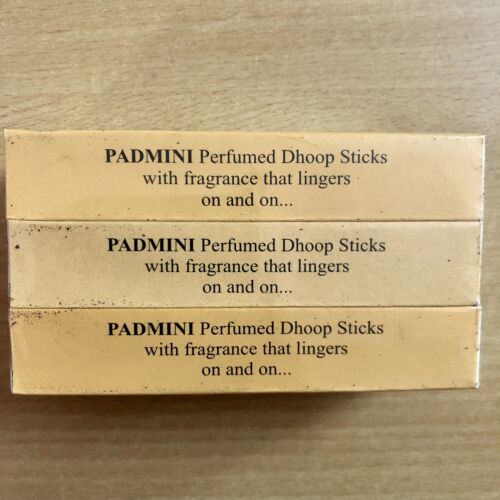 PADMINI Perfumed Dhoop Sticks
with fragrance that lingers
on and on...
PADMINI Perfumed Dhoop Sticks
with fragrance that lingers
on and on...
PADMINI Perfumed Dhoop Sticks
with fragrance that lingers
on and on...